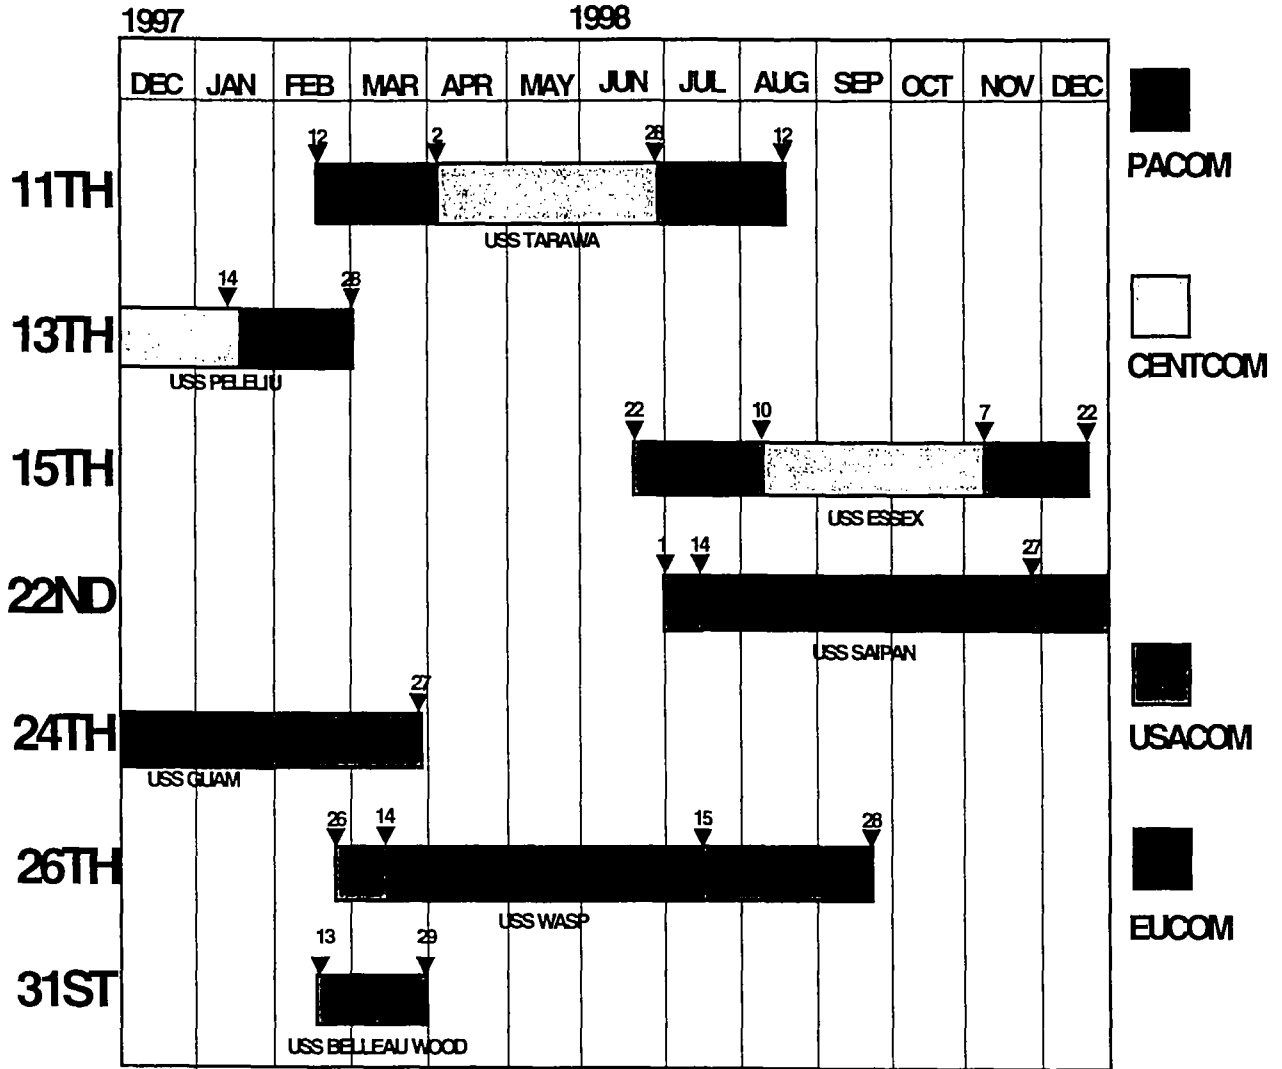 1997 1998
DEC JAN FEB MAR APR MAY JUN JUL AUG SEP OCT NOV DEC
PACOM
12 2 28 12
11TH
USS TARAWA
14 28
13TH
USS PELELIU
CENTCOM
22 10 7 22
15TH
USS ESSEX
1 14 27
22ND
USS SAIPAN
USACOM
27
24TH
USS GUAM
26 14 15 28
26TH
USS WASP
EUCOM
13 29
31ST
USS BELLEAU WOOD